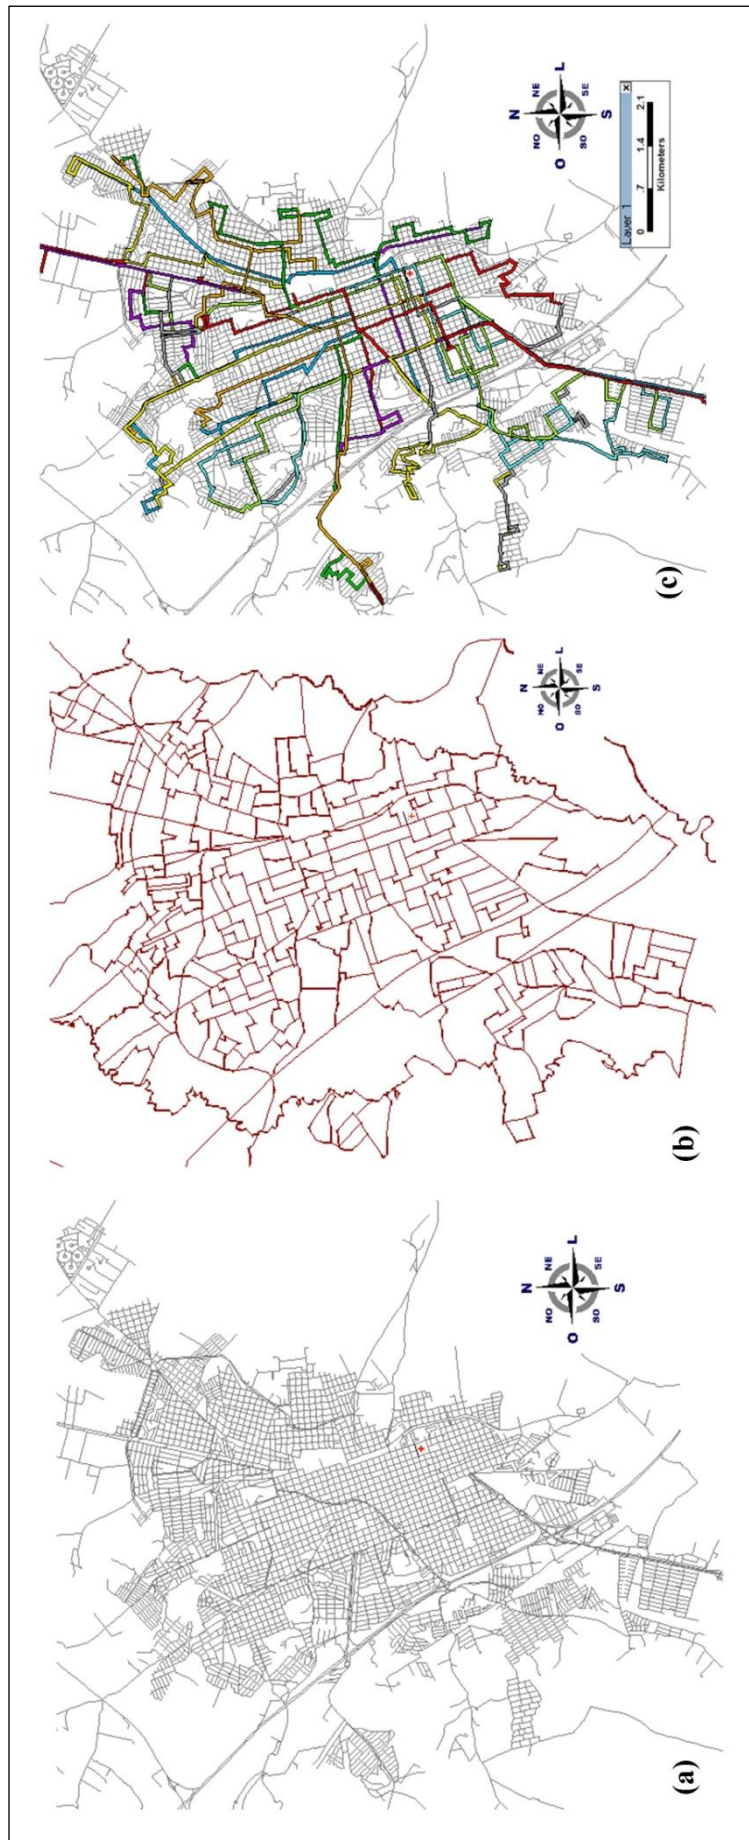 N
NO NE
O L
SO SE
S
(a)
N
NO NE
O L
SO SE
S
(b)
N
NO NE
O L
SO SE
S
Layer 1 x
0 .7 1.4 2.1
Kilometers
(c)